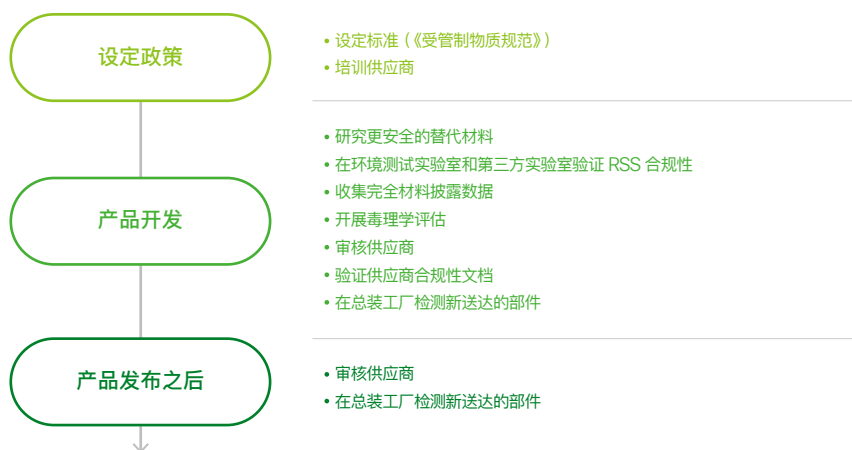 设定政策
• 设定标准（《受管制物质规范》）
• 培训供应商
产品开发
• 研究更安全的替代材料
• 在环境测试实验室和第三方实验室验证 RSS 合规性
• 收集完全材料披露数据
• 开展毒理学评估
• 审核供应商
• 验证供应商合规性文档
• 在总装工厂检测新送达的部件
产品发布之后
• 审核供应商
• 在总装工厂检测新送达的部件